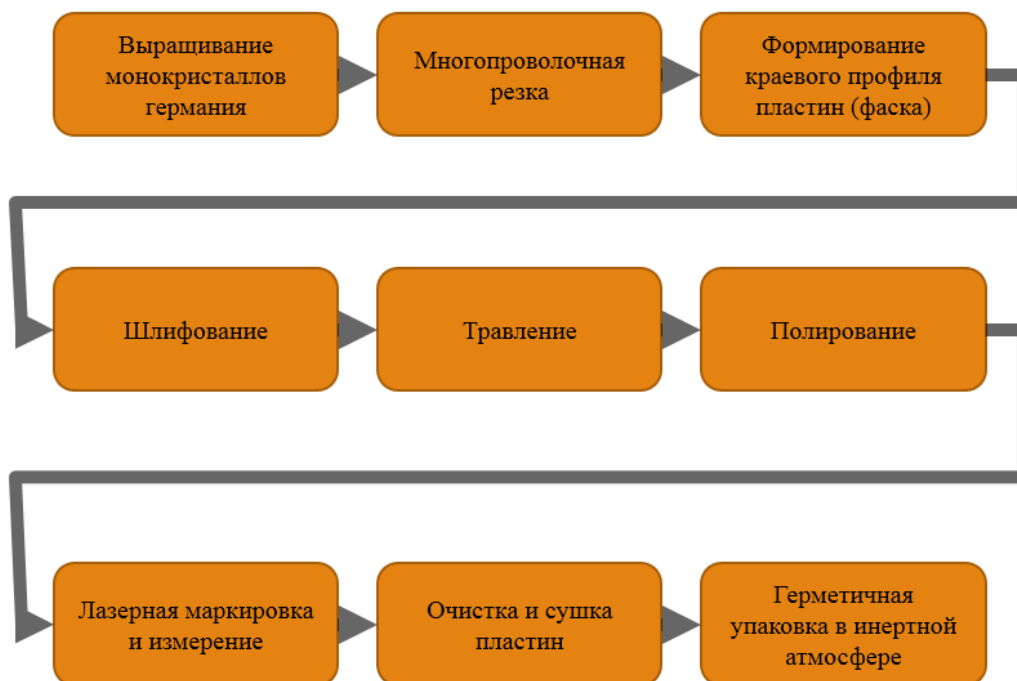 Выращивание
монокристаллов
германия
Многопроволочная
резка
Формирование
краевого профиля
пластин (фаска)
Шлифование
Травление
Полирование
Лазерная маркировка
и измерение
Очистка и сушка
пластин
Герметичная
упаковка в инертной
атмосфере